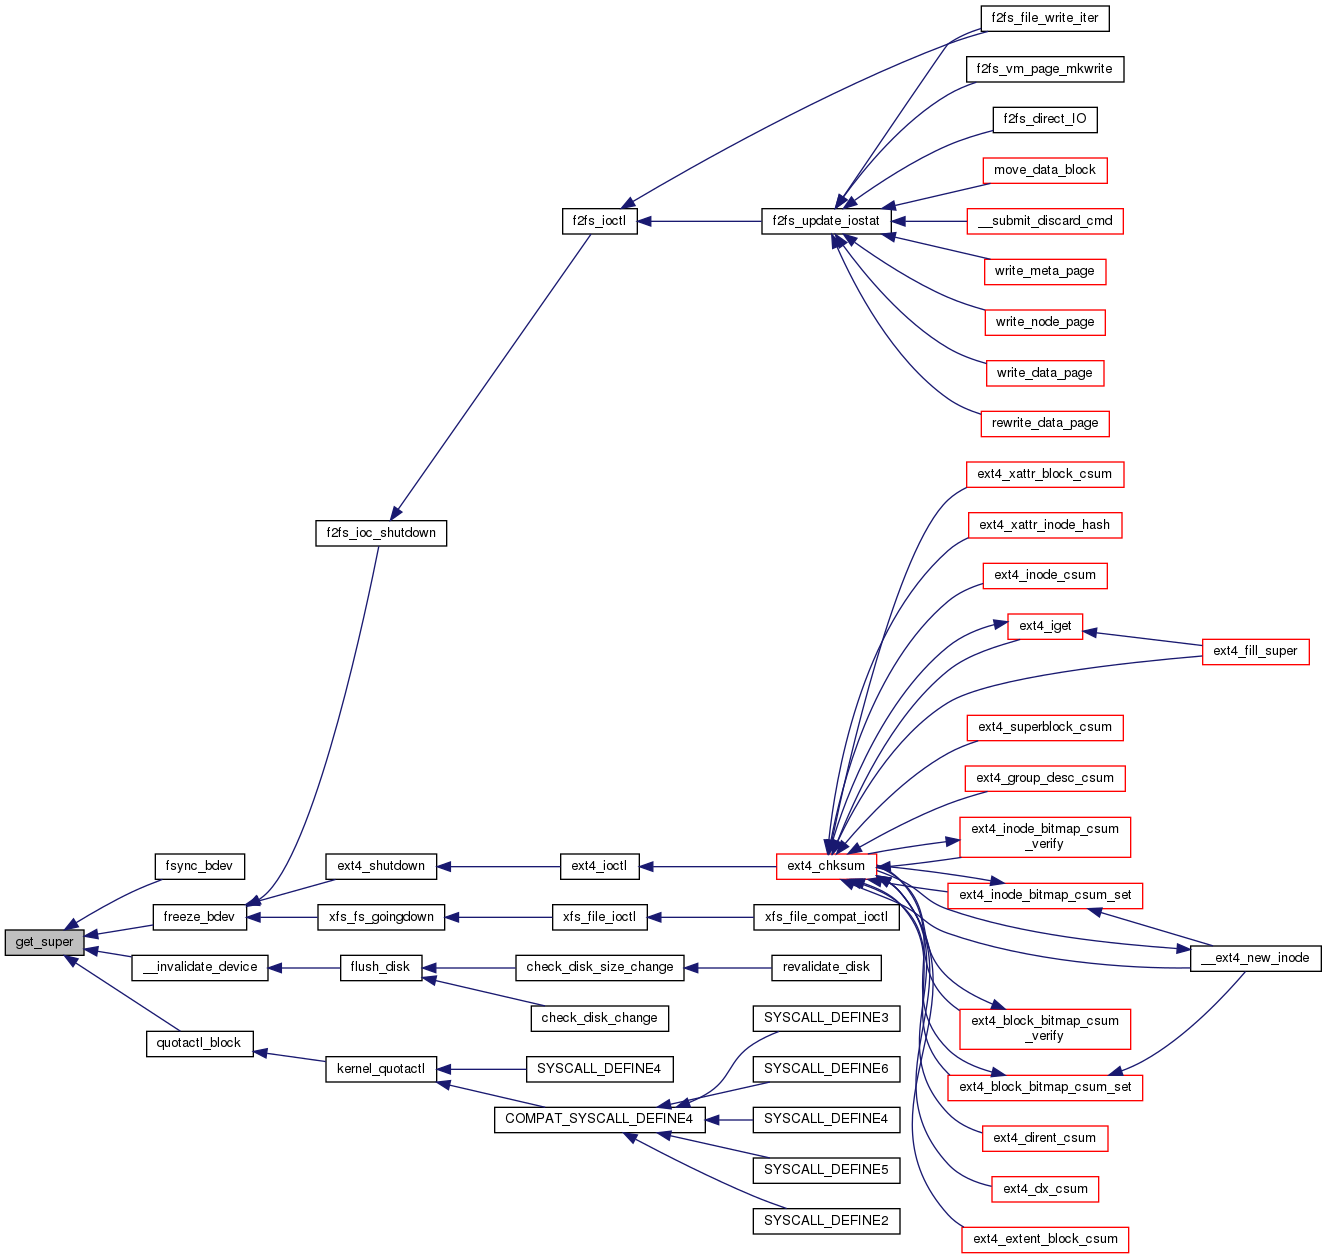 f2fs_file_write_iter
f2fs_vm_page_mkwrite
f2fs_direct_IO
move_data_block
f2fs_ioctl
f2fs_update_iostat
__submit_discard_cmd
write_meta_page
write_node_page
write_data_page
rewrite_data_page
ext4_xattr_block_csum
f2fs_ioc_shutdown
ext4_xattr_inode_hash
ext4_inode_csum
ext4_iget
ext4_fill_super
ext4_superblock_csum
ext4_group_desc_csum
ext4_inode_bitmap_csum
_verify
fsync_bdev
ext4_shutdown
ext4_ioctl
ext4_chksum
ext4_inode_bitmap_csum_set
freeze_bdev
xfs_fs_goingdown
xfs_file_ioctl
xfs_file_compat_ioctl
get_super
__invalidate_device
flush_disk
check_disk_size_change
revalidate_disk
__ext4_new_inode
check_disk_change
SYSCALL_DEFINE3
ext4_block_bitmap_csum
_verify
quotactl_block
kernel_quotactl
SYSCALL_DEFINE4
SYSCALL_DEFINE6
ext4_block_bitmap_csum_set
COMPAT_SYSCALL_DEFINE4
SYSCALL_DEFINE4
ext4_dirent_csum
SYSCALL_DEFINE5
ext4_dx_csum
SYSCALL_DEFINE2
ext4_extent_block_csum